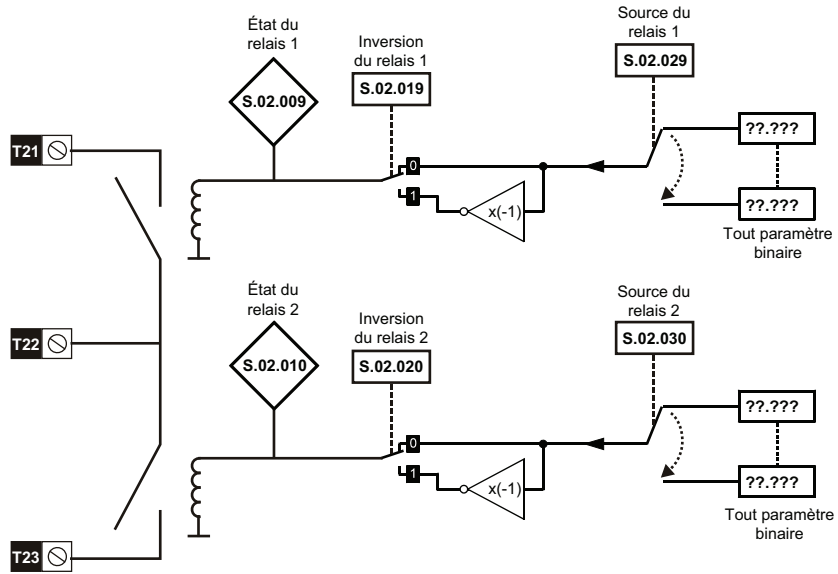 État du
relais 1
Inversion
du relais 1
Source du
relais 1
S.02.009
S.02.019
S.02.029
??.???
T21
0
1
x(-1)
??.???
Tout paramètre
binaire
État du
relais 2
Inversion
du relais 2
Source du
relais 2
T22
S.02.010
S.02.020
S.02.030
??.???
0
1
x(-1)
??.???
Tout paramètre
binaire
T23